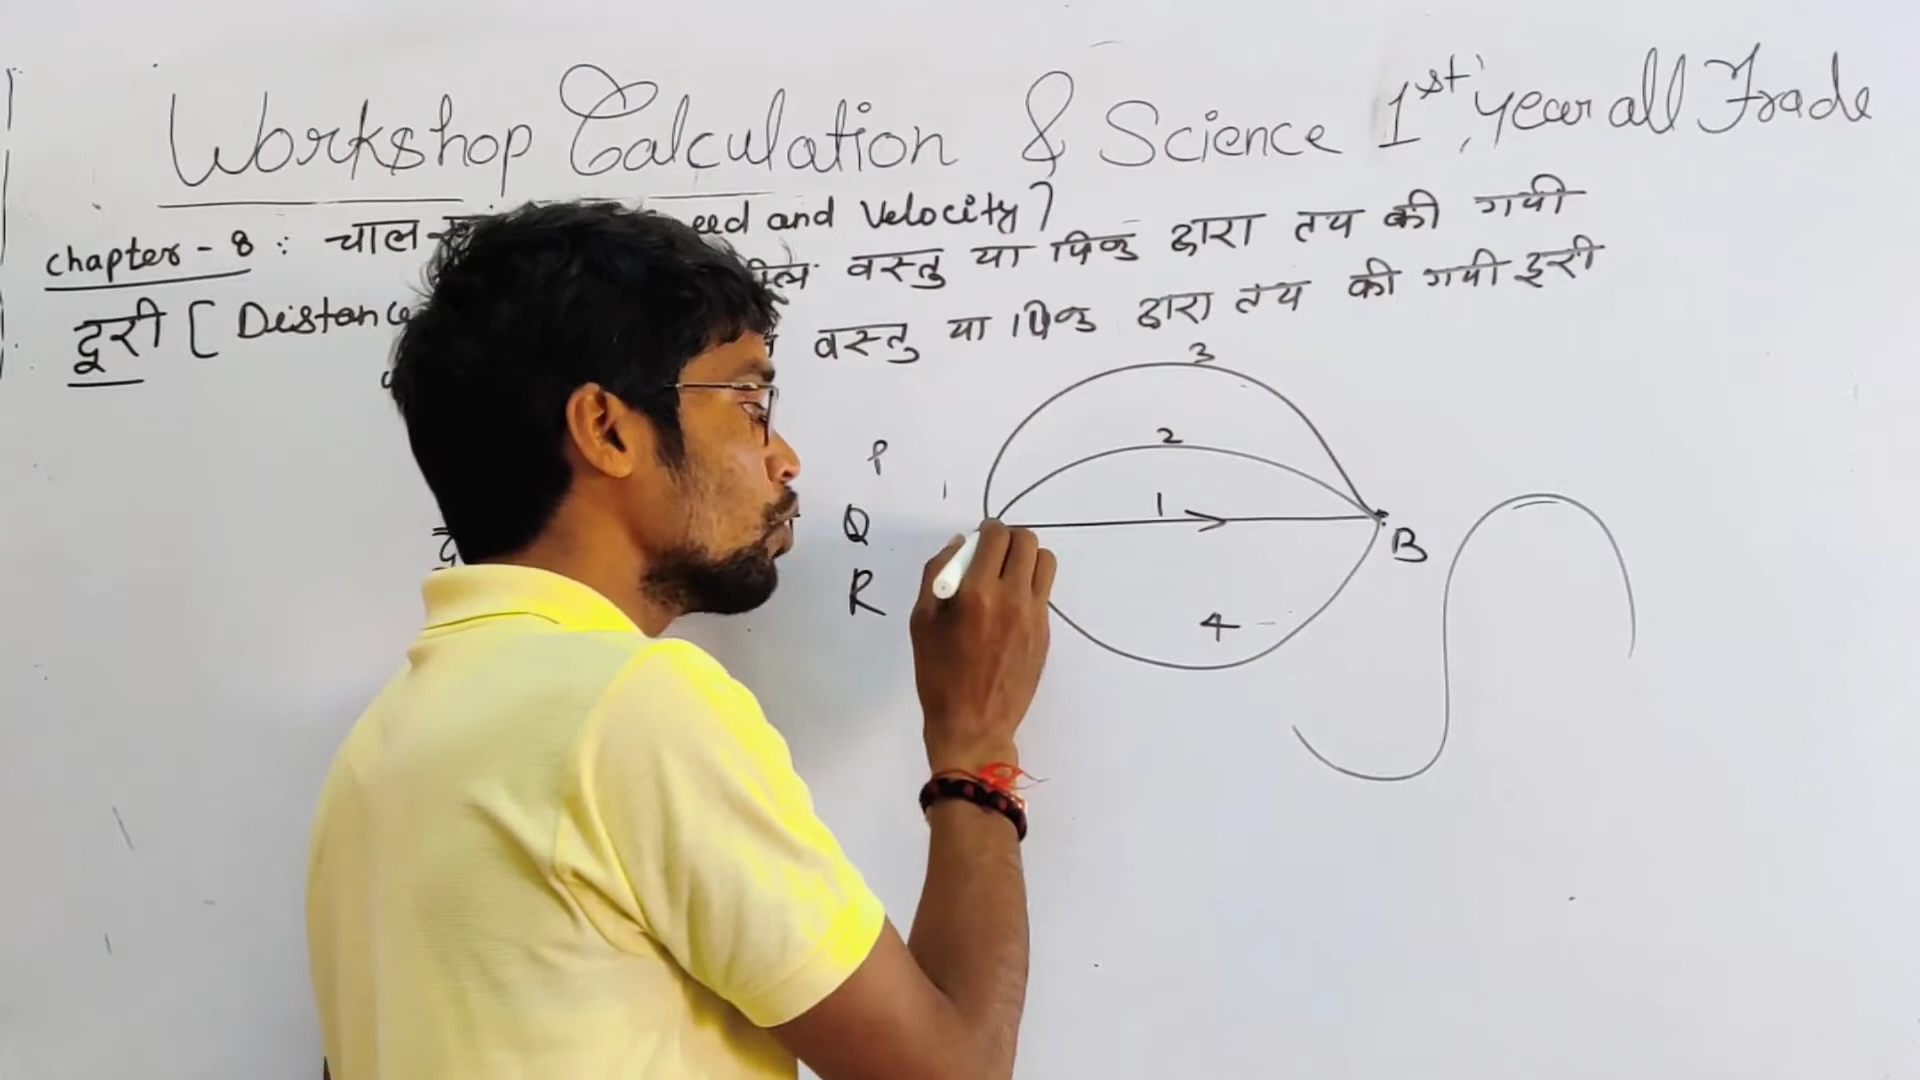 Workshop Calculation & Science 1st, year all Trade
Chapter - 8 : चाल and Velocity]
वस्तु या पिण्ड द्वारा तय की गयी
दूरी [Distance वस्तु या पिण्ड द्वारा तय की गयी दूरी
3
2
P
1
Q
B
R
4